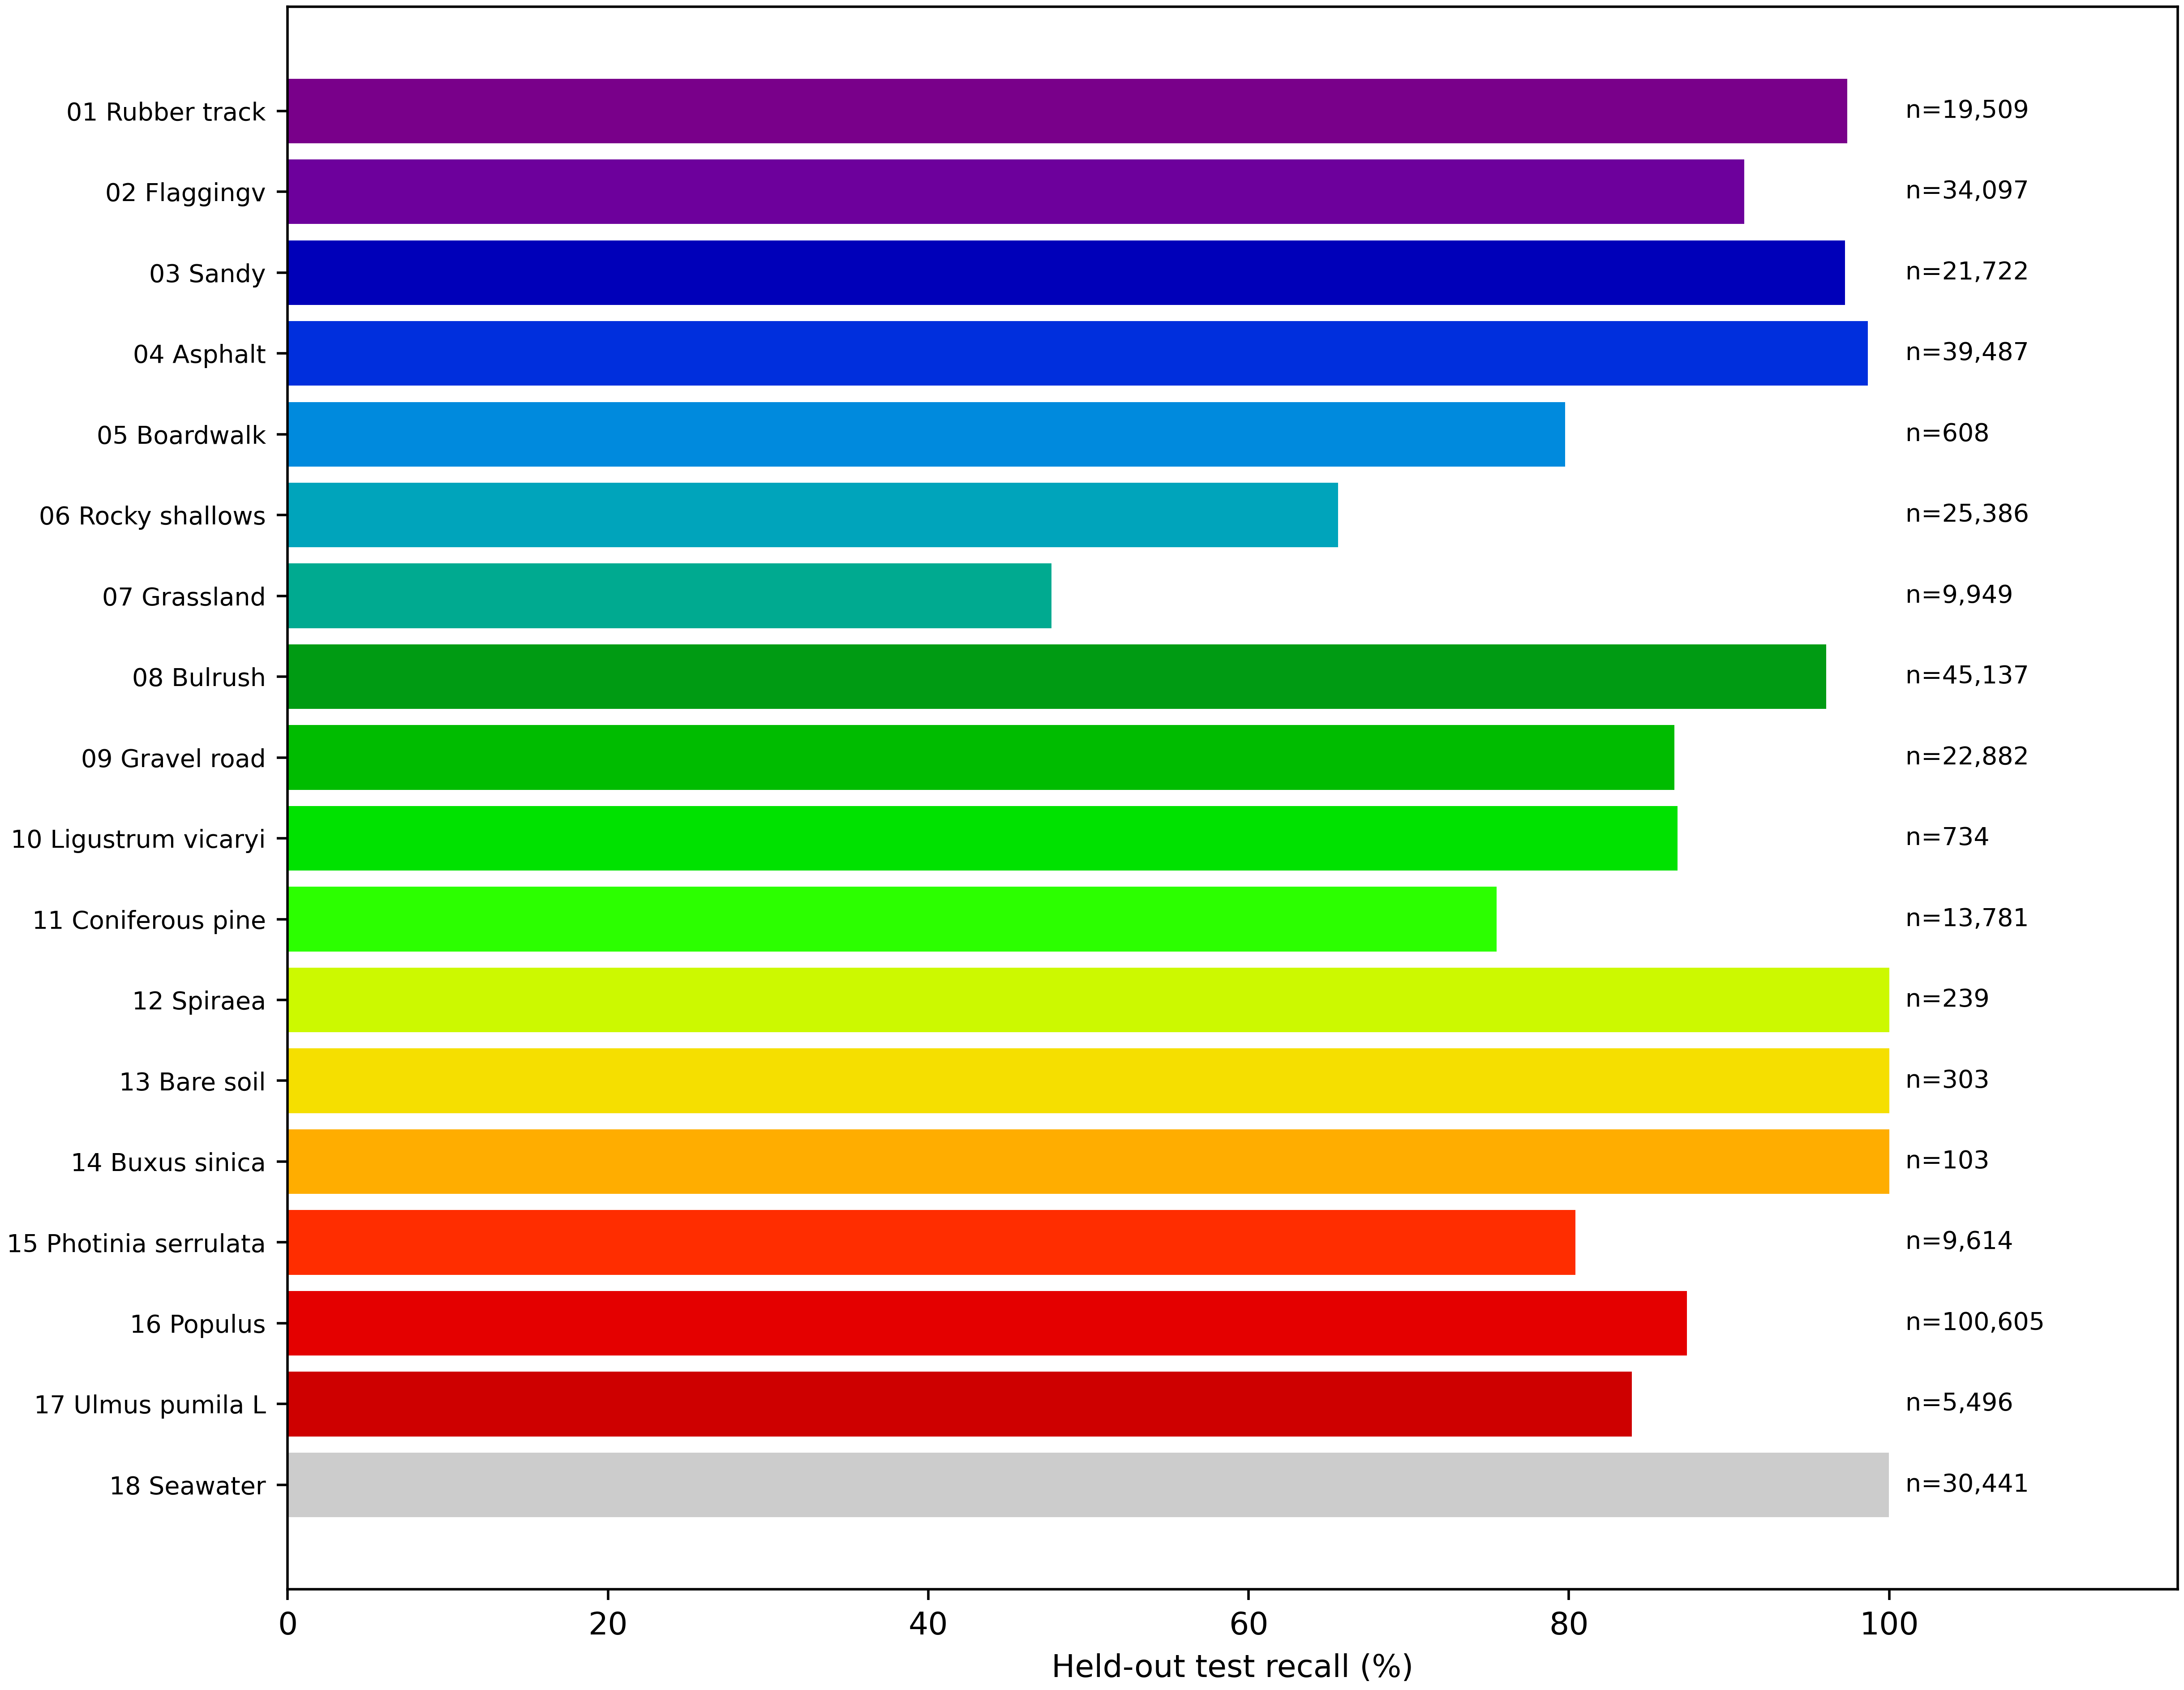 01 Rubber track n=19,509
02 Flaggingv n=34,097
03 Sandy n=21,722
04 Asphalt n=39,487
05 Boardwalk n=608
06 Rocky shallows n=25,386
07 Grassland n=9,949
08 Bulrush n=45,137
09 Gravel road n=22,882
10 Ligustrum vicaryi n=734
11 Coniferous pine n=13,781
12 Spiraea n=239
13 Bare soil n=303
14 Buxus sinica n=103
15 Photinia serrulata n=9,614
16 Populus n=100,605
17 Ulmus pumila L n=5,496
18 Seawater n=30,441
0 20 40 60 80 100
Held-out test recall (%)